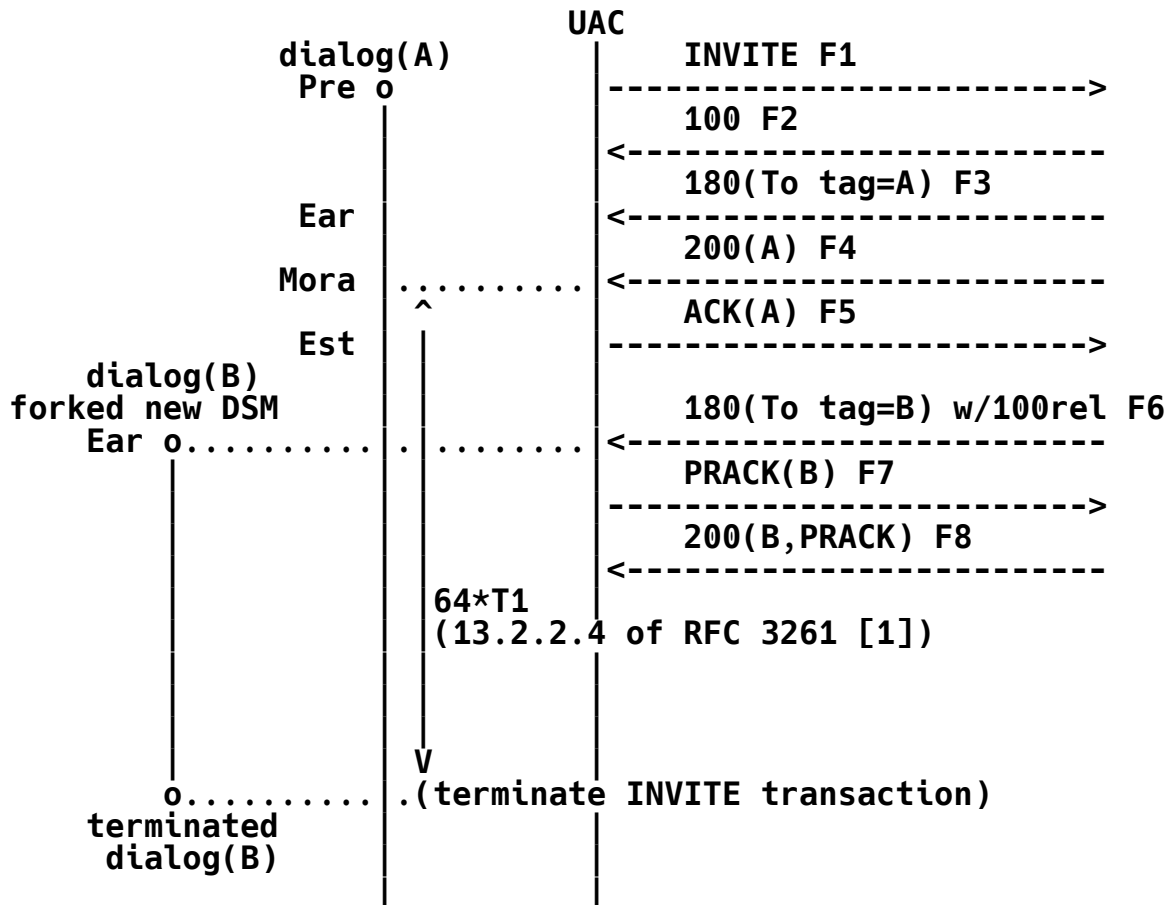 UAC
dialog(A) INVITE F1
Pre o ------------------------->
100 F2
<-------------------------
180(To tag=A) F3
Ear <-------------------------
200(A) F4
Mora .......... <-------------------------
^ ACK(A) F5
Est ------------------------->
dialog(B)
forked new DSM 180(To tag=B) w/100rel F6
Ear o..................... <-------------------------
PRACK(B) F7
------------------------->
200(B,PRACK) F8
<-------------------------
64*T1
(13.2.2.4 of RFC 3261 [1])
V
o............(terminate INVITE transaction)
terminated
dialog(B)